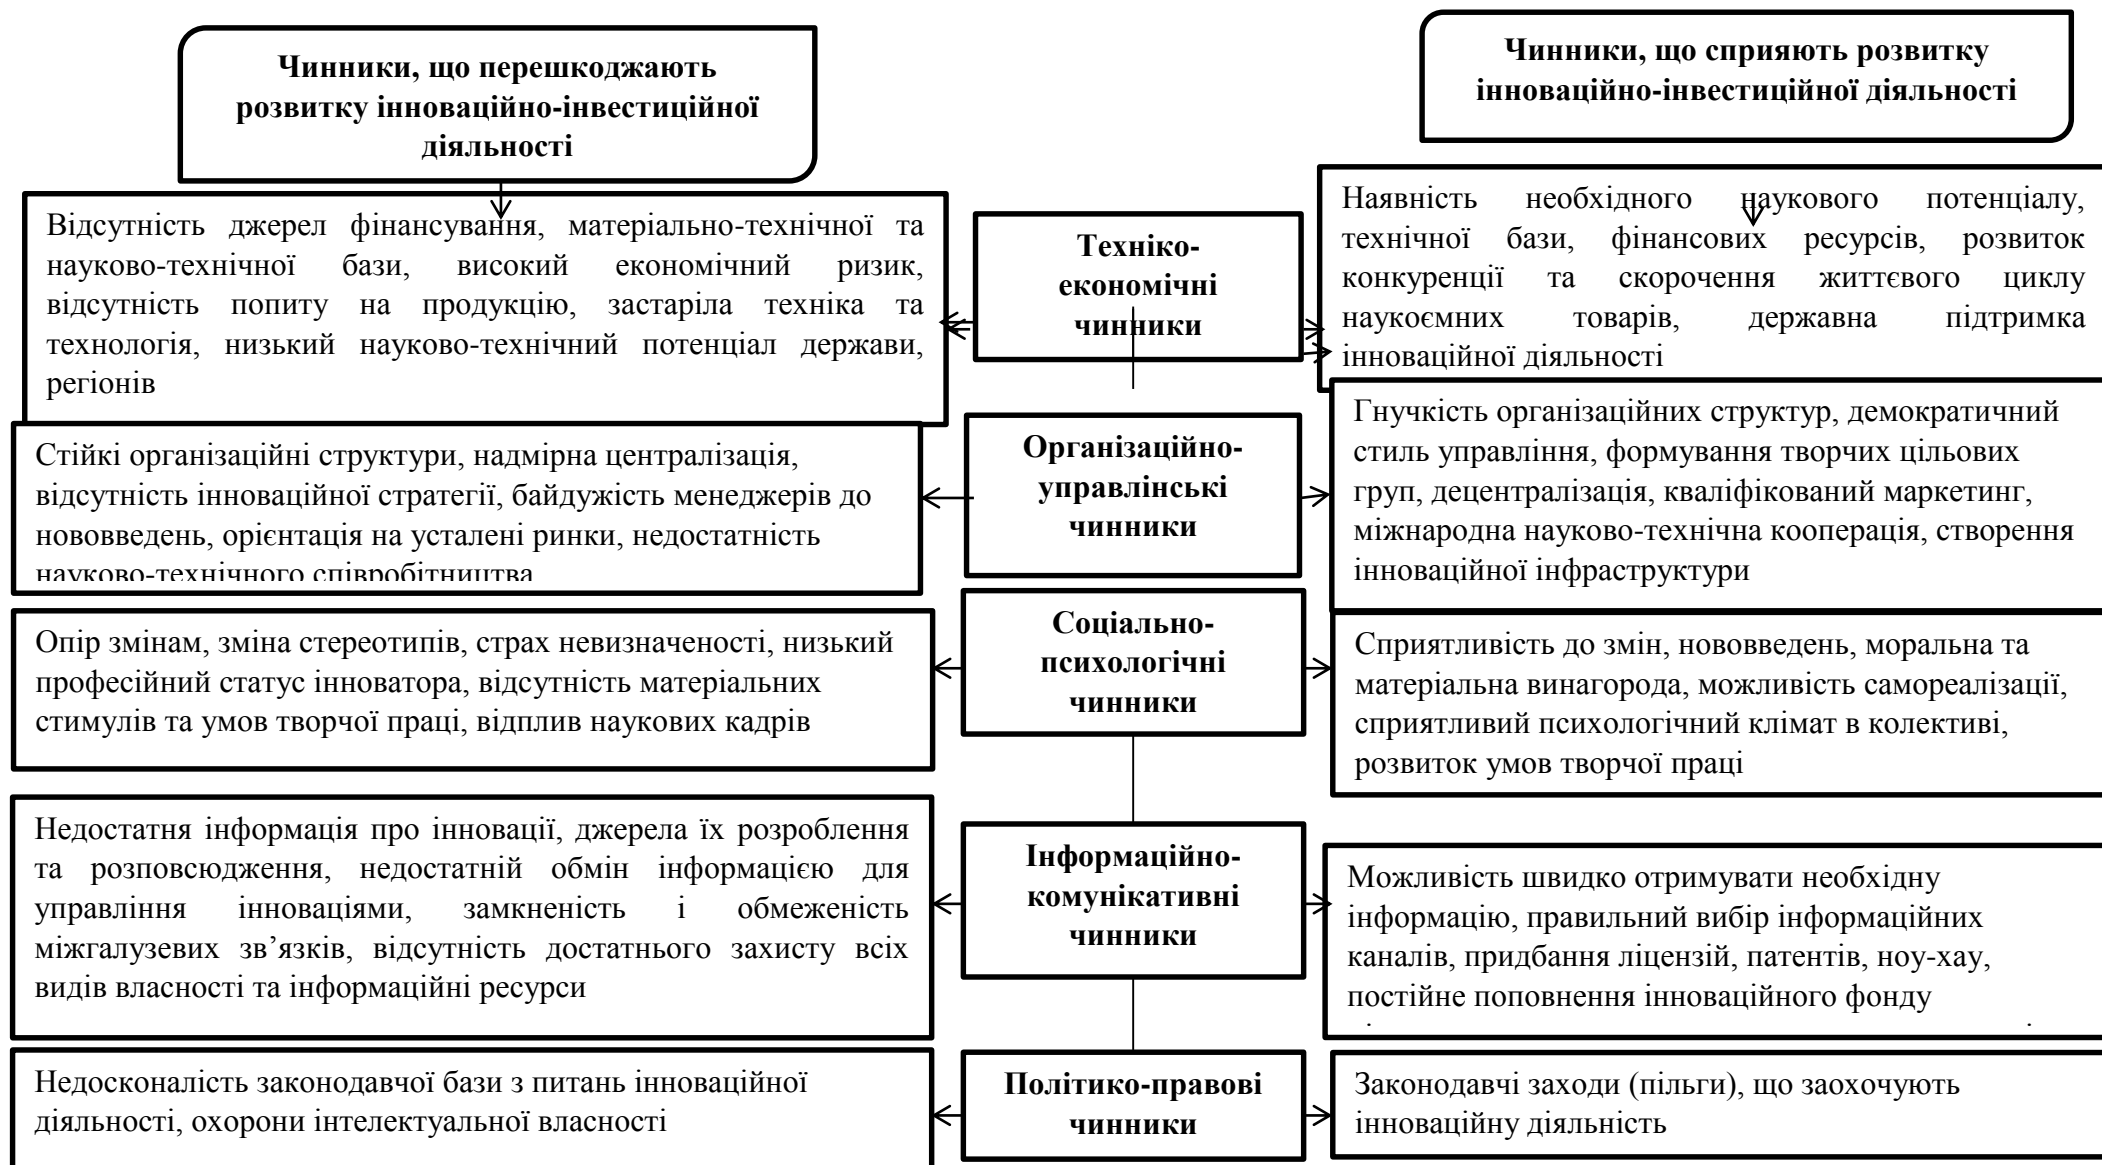 Чинники, що перешкоджають
розвитку інноваційно-інвестиційної
діяльності
Чинники, що сприяють розвитку
інноваційно-інвестиційної діяльності
Відсутність джерел фінансування, матеріально-технічної та
науково-технічної бази, високий економічний ризик,
відсутність попиту на продукцію, застаріла техніка та
технологія, низький науково-технічний потенціал держави,
регіонів
Техніко-
економічні
чинники
Наявність необхідного наукового потенціалу,
технічної бази, фінансових ресурсів, розвиток
конкуренції та скорочення життєвого циклу
наукоємних товарів, державна підтримка
інноваційної діяльності
Стійкі організаційні структури, надмірна централізація,
відсутність інноваційної стратегії, байдужість менеджерів до
нововведень, орієнтація на усталені ринки, недостатність
науково-технічного співробітництва
Організаційно-
управлінські
чинники
Гнучкість організаційних структур, демократичний
стиль управління, формування творчих цільових
груп, децентралізація, кваліфікований маркетинг,
міжнародна науково-технічна кооперація, створення
інноваційної інфраструктури
Опір змінам, зміна стереотипів, страх невизначеності, низький
професійний статус інноватора, відсутність матеріальних
стимулів та умов творчої праці, відплив наукових кадрів
Соціально-
психологічні
чинники
Сприятливість до змін, нововведень, моральна та
матеріальна винагорода, можливість самореалізації,
сприятливий психологічний клімат в колективі,
розвиток умов творчої праці
Недостатня інформація про інновації, джерела їх розроблення
та розповсюдження, недостатній обмін інформацією для
управління інноваціями, замкненість і обмеженість
міжгалузевих зв’язків, відсутність достатнього захисту всіх
видів власності та інформаційні ресурси
Інформаційно-
комунікативні
чинники
Можливість швидко отримувати необхідну
інформацію, правильний вибір інформаційних
каналів, придбання ліцензій, патентів, ноу-хау,
постійне поповнення інноваційного фонду
Недосконалість законодавчої бази з питань інноваційної
діяльності, охорони інтелектуальної власності
Політико-правові
чинники
Законодавчі заходи (пільги), що заохочують
інноваційну діяльність